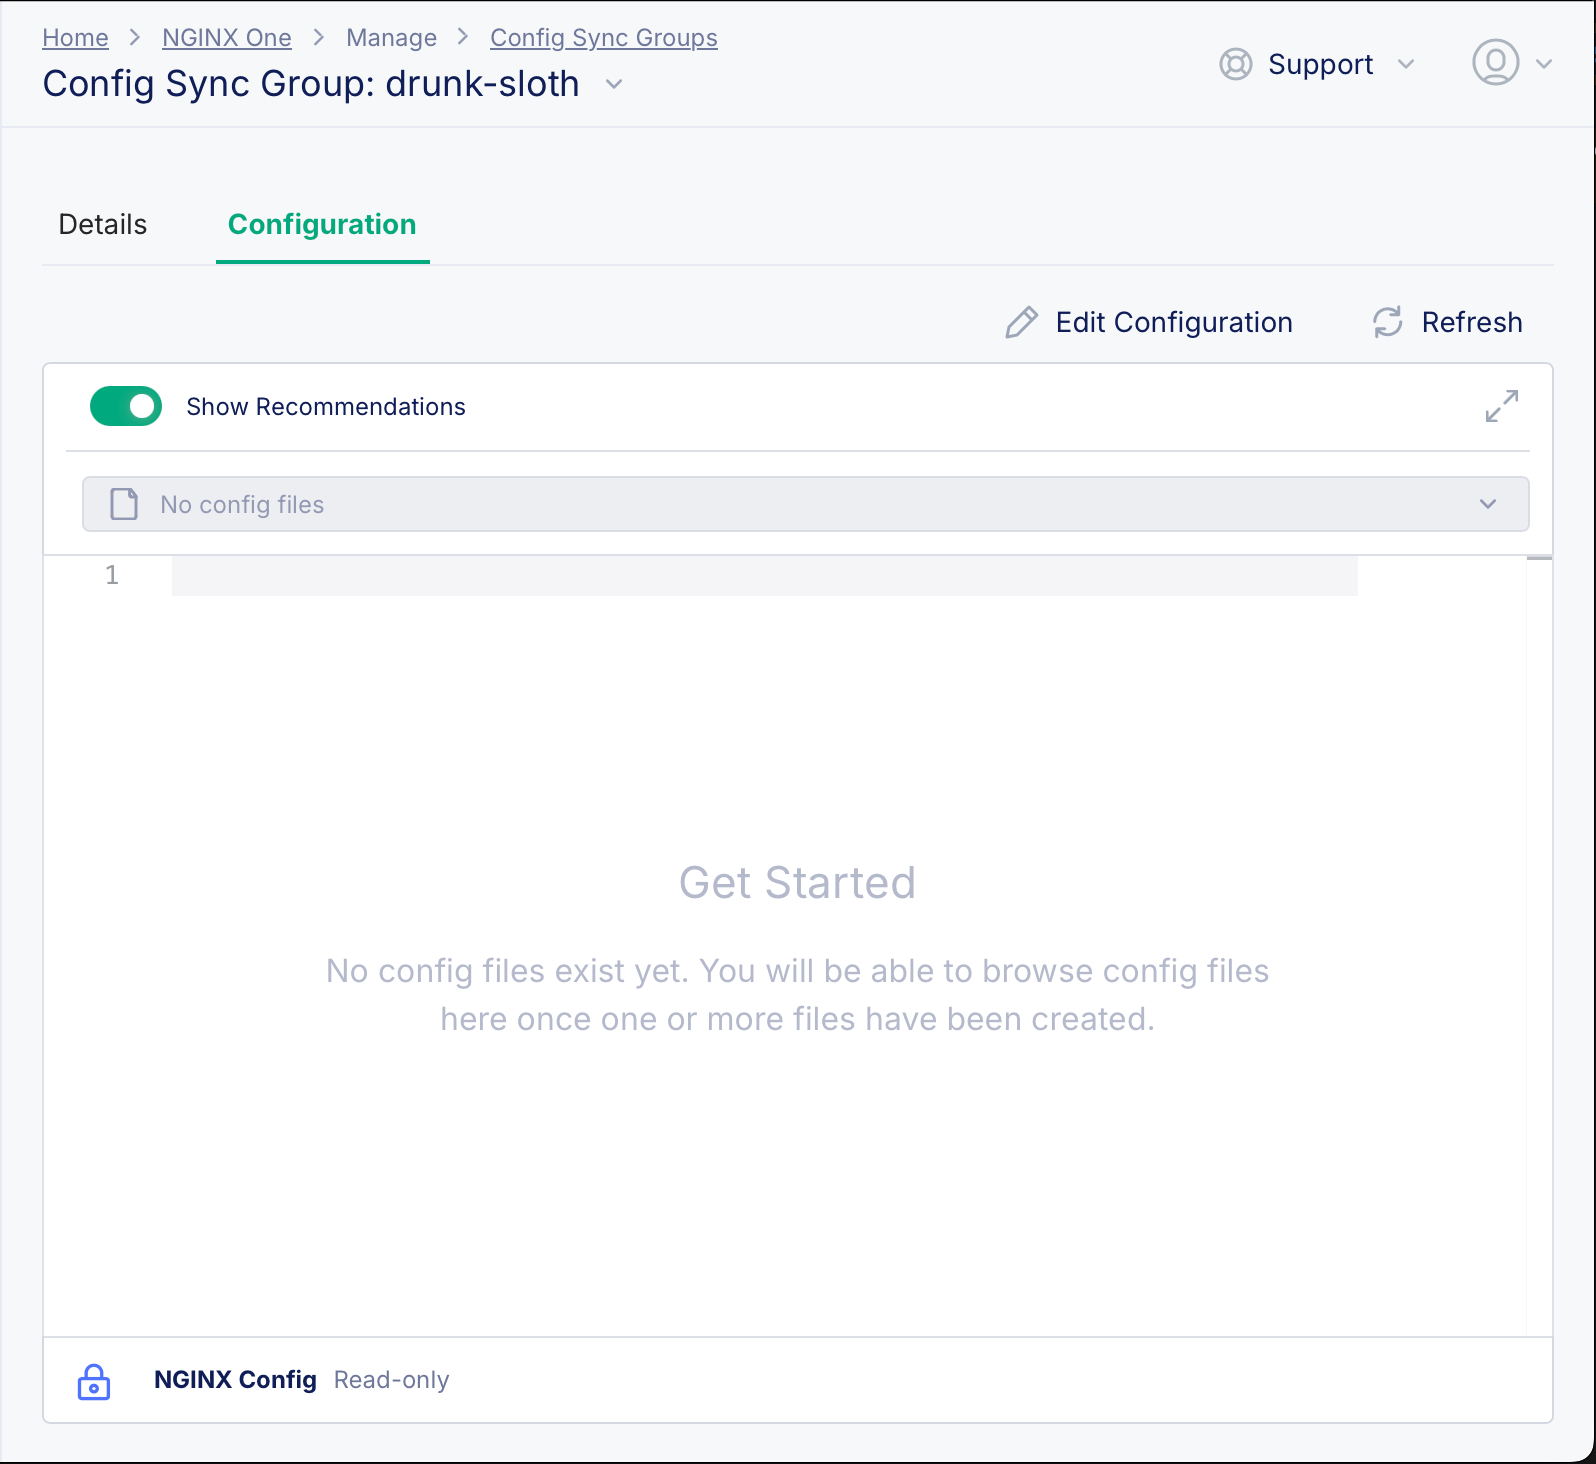 Home > NGINX One > Manage > Config Sync Groups
Config Sync Group: drunk-sloth
Support
Details
Configuration
Edit Configuration
Refresh
Show Recommendations
No config files
1
Get Started
No config files exist yet. You will be able to browse config files
here once one or more files have been created.
NGINX Config Read-only